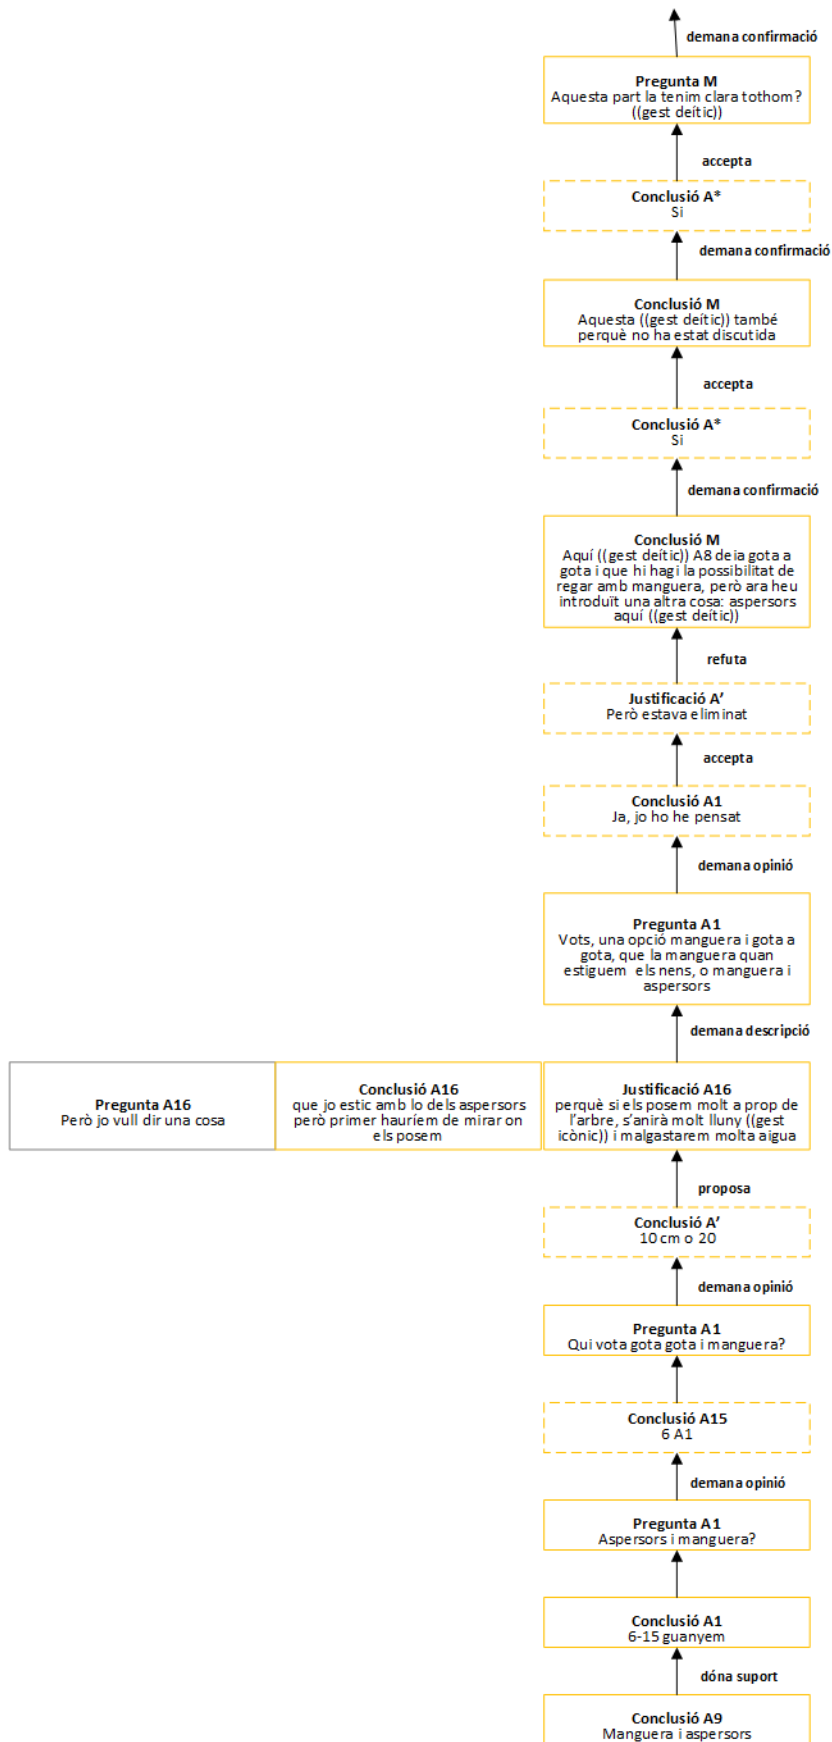 demana confirmació
Pregunta M
Aquesta part la tenim clara tothom?
((gest deític))
accepta
Conclusió A*
Si
demana confirmació
Conclusió M
Aquesta ((gest deític)) també
perquè no ha estat discutida
accepta
Conclusió A*
Si
demana confirmació
Conclusió M
Aquí ((gest deític)) A8 deia gota a
gota i que hi hagi la possibilitat de
regar amb manguera, però ara heu
introduït una altra cosa: aspersors
aquí ((gest deític))
refuta
Justificació A’
Però estava eliminat
accepta
Conclusió A1
Ja, jo ho he pensat
demana opinió
Pregunta A1
Vots, una opció manguera i gota a
gota, que la manguera quan
estiguem els nens, o manguera i
aspersors
demana descripció
Pregunta A16
Però jo vull dir una cosa
Conclusió A16
que jo estic amb lo dels aspersors
però primer hauríem de mirar on
els posem
Justificació A16
perquè si els posem molt a prop de
l’arbre, s’anirà molt lluny ((gest
icònic)) i malgastarem molta aigua
proposa
Conclusió A’
10 cm o 20
demana opinió
Pregunta A1
Qui vota gota gota i manguera?
Conclusió A15
6 A1
demana opinió
Pregunta A1
Aspersors i manguera?
Conclusió A1
6-15 guanyem
dóna suport
Conclusió A9
Manguera i aspersors